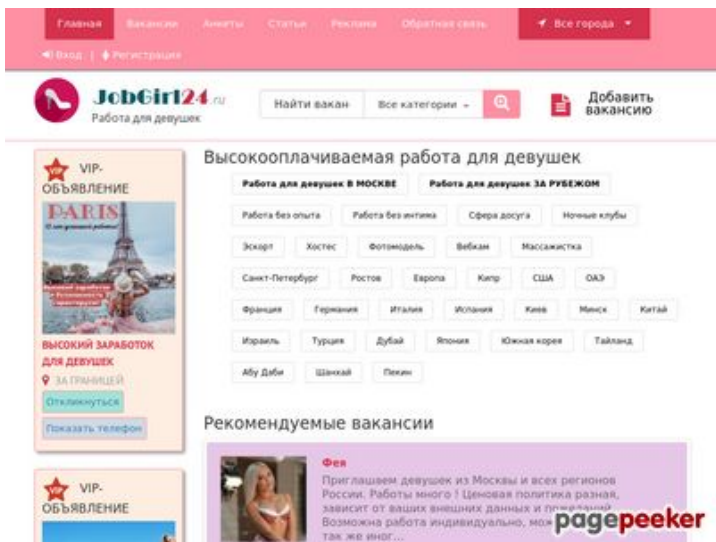 Главная Вакансии Анкеты Статьи Реклама Обратная связь Все города
Вход | Регистрация
JobGirl24.ru
Работа для девушек
Найти вакан Все категории
Добавить
вакансию
VIP-
ОБЪЯВЛЕНИЕ
PARIS
ВЫСОКИЙ ЗАРАБОТОК
ДЛЯ ДЕВУШЕК
ЗА ГРАНИЦЕЙ
Откликнуться
Показать телефон
VIP-
ОБЪЯВЛЕНИЕ
Высокооплачиваемая работа для девушек
Работа для девушек В МОСКВЕ Работа для девушек ЗА РУБЕЖОМ
Работа без опыта Работа без интима Сфера досуга Ночные клубы
Эскорт Хостес Фотомодель Вебкам Массажистка
Санкт-Петербург Ростов Европа Кипр США ОАЭ
Франция Германия Италия Испания Киев Минск Китай
Израиль Турция Дубай Япония Южная корея Тайланд
Абу Даби Шанхай Пекин
Рекомендуемые вакансии
Фея
Приглашаем девушек из Москвы и всех регионов
России. Работы много ! Ценовая политика разная,
зависит от ваших внешних данных и пожеланий.
Возможна работа индивидуально, мож
так же иног...
pagepeeker